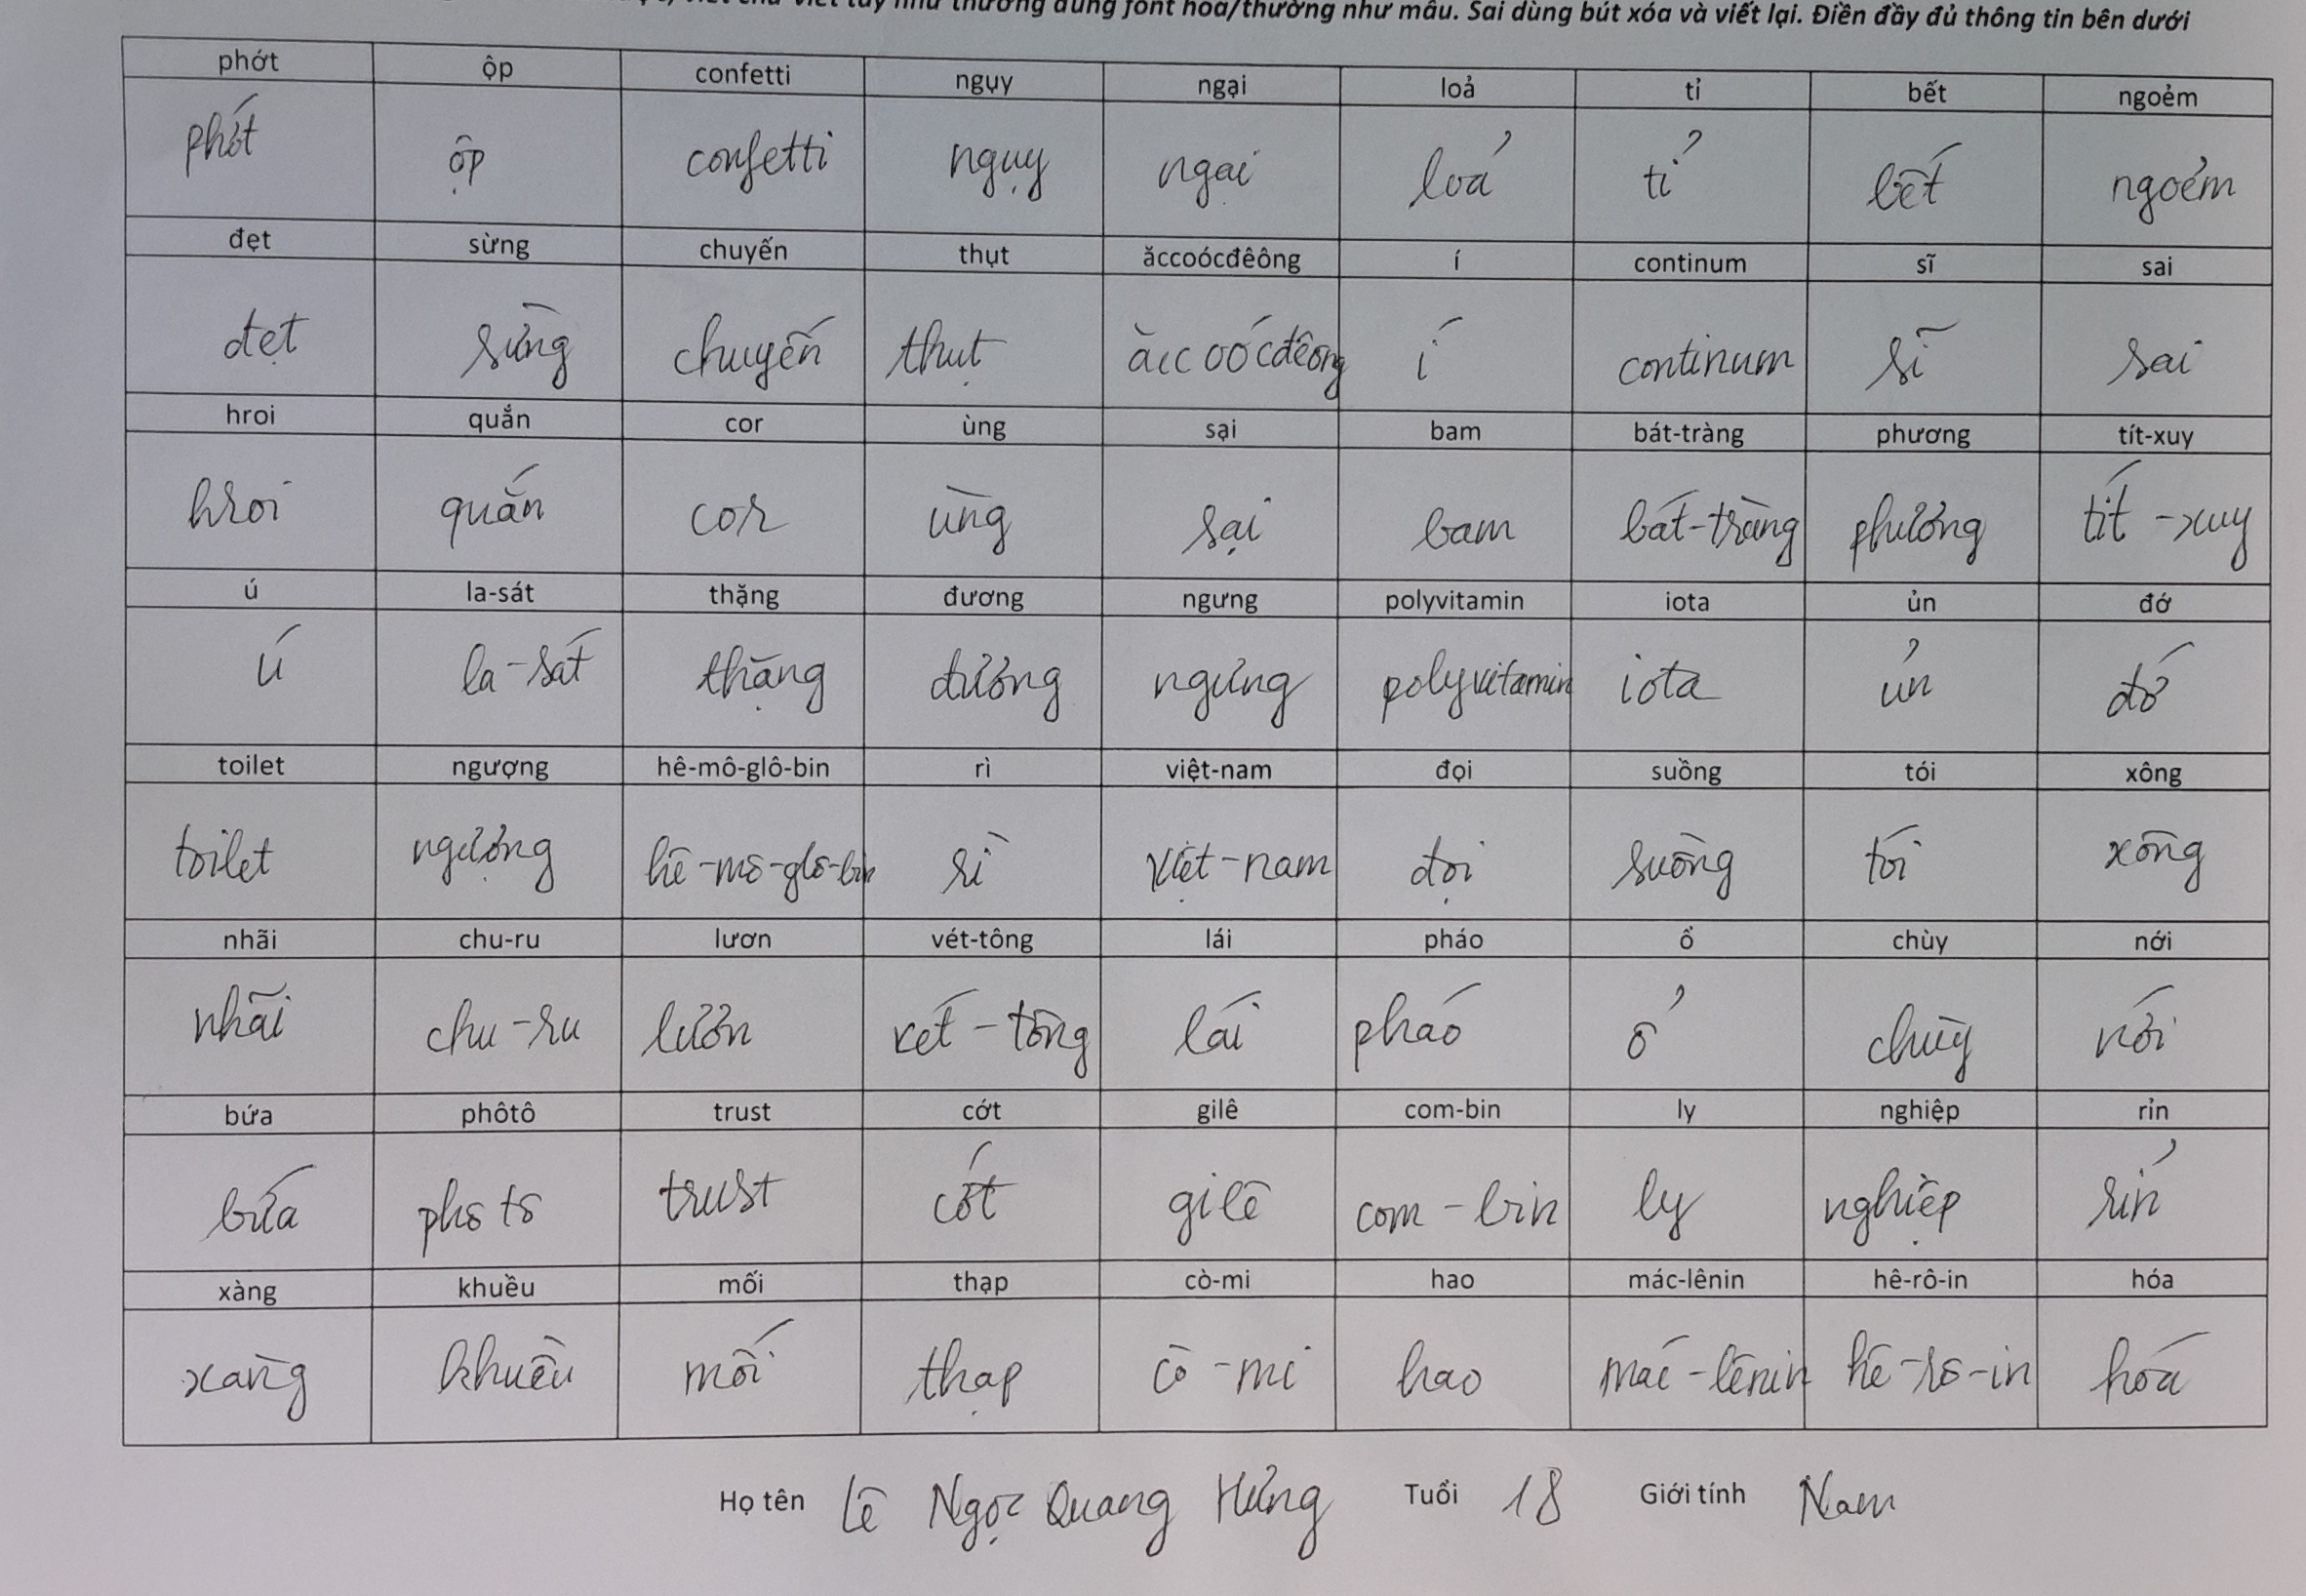 thường dùng font hoa/thường như mẫu. Sai dùng bút xóa và viết lại. Điền đầy đủ thông tin bên dưới
phớt ộp confetti ngụy ngại loả tỉ bết ngoẻm
phớt ộp confetti ngụy ngại loả tỉ bết ngoẻm
đẹt sừng chuyến thụt ăccoócđêông í continum sĩ sai
đẹt sừng chuyến thụt ăccoócđêông í continum sĩ sai
hroi quắn cor ùng sại bam bát-tràng phương tít-xuy
hroi quắn cor ùng sại bam bát-tràng phương tít-xuy
ú la-sát thặng đương ngưng polyvitamin iota ủn đớ
ú la-sát thặng đương ngưng polyvitamin iota ủn đớ
toilet ngượng hê-mô-glô-bin rì việt-nam đọi suồng tói xông
toilet ngượng hê-mô-glô-bin rì việt-nam đọi suồng tói xông
nhãi chu-ru lươn vét-tông lái pháo ổ chùy nới
nhãi chu-ru lươn vét-tông lái pháo ổ chùy nới
bứa phôtô trust cớt gilê com-bin ly nghiệp rỉn
bứa phôtô trust cớt gilê com-bin ly nghiệp rỉn
xàng khuều mối thạp cò-mi hao mác-lênin hê-rô-in hóa
xàng khuều mối thạp cò-mi hao mác-lênin hê-rô-in hóa
Họ tên Lê Ngọc Quang Hưng Tuổi 18 Giới tính Nam